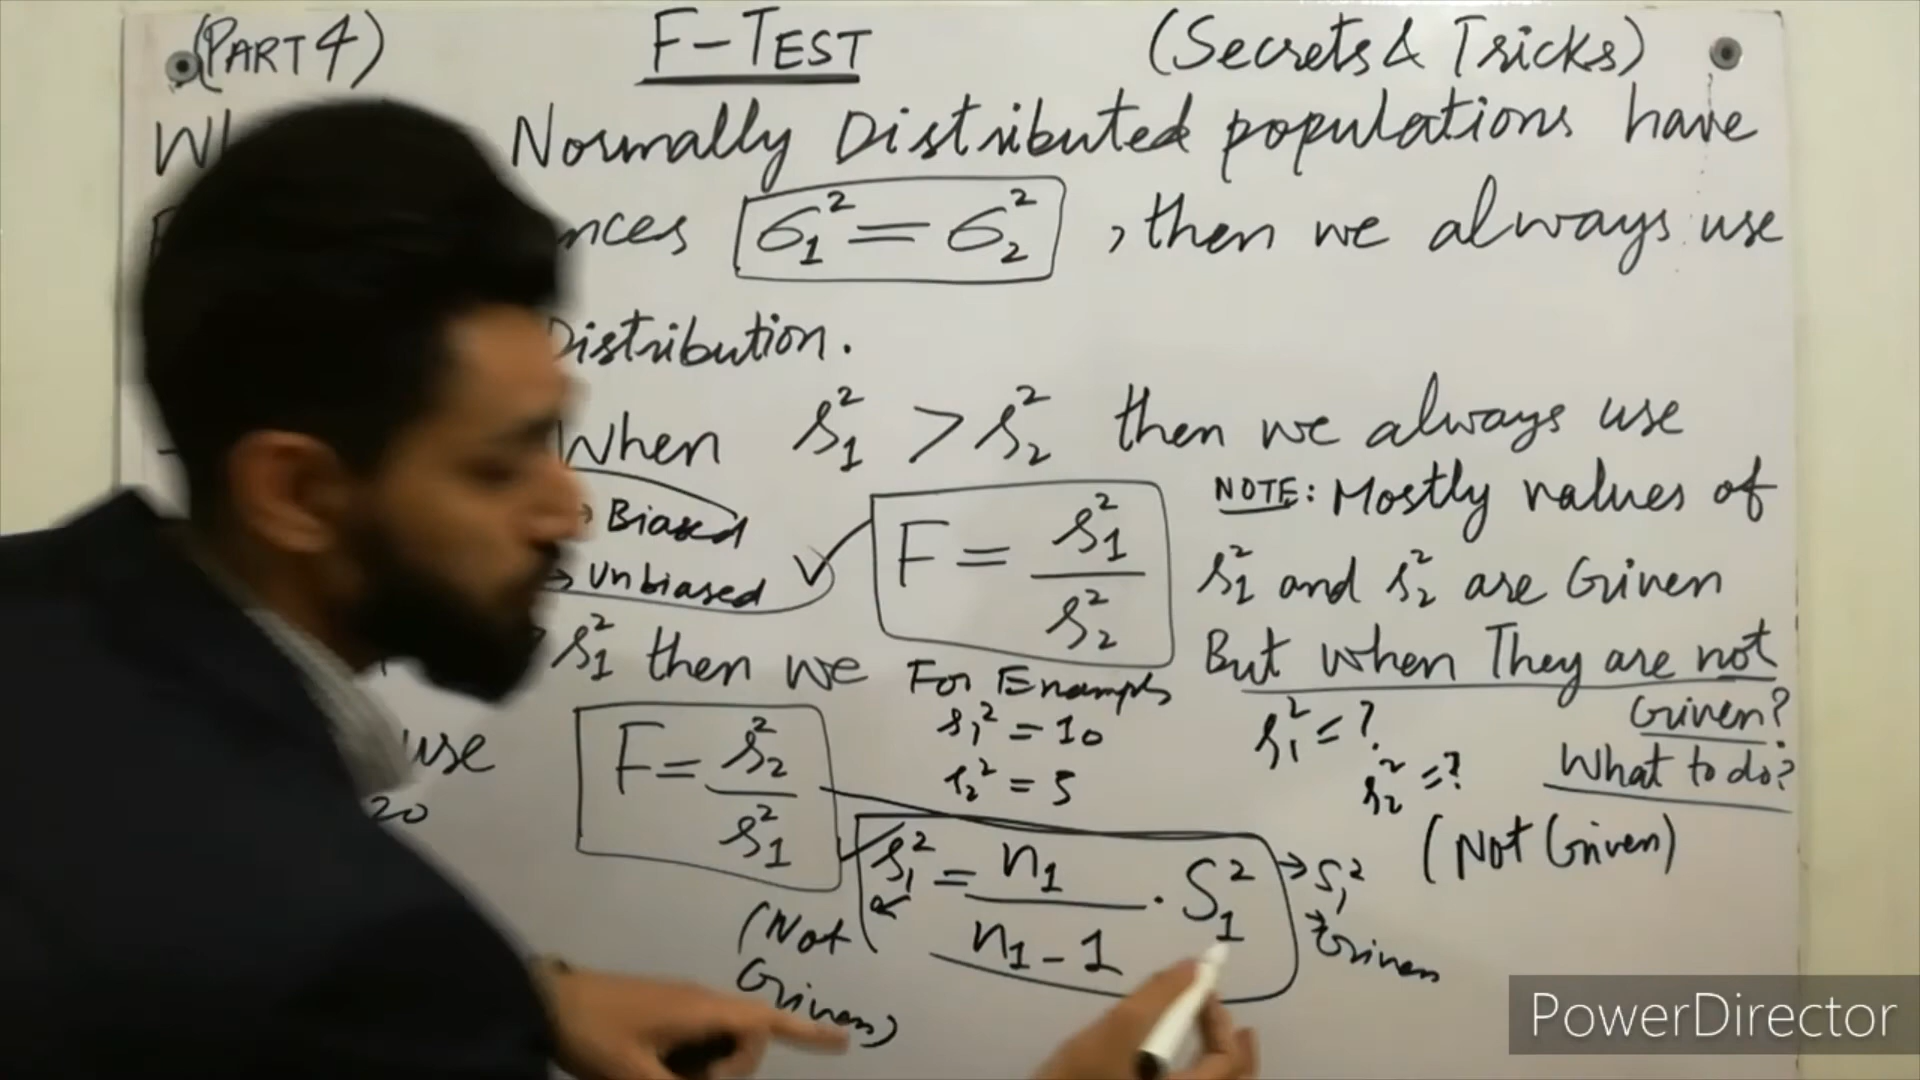 (PART 4) F-TEST (Secrets & Tricks)
Normally Distributed populations have
σ₁² = σ₂² , then we always use
Distribution.
When s₁² > s₂² then we always use
→ Biased
→ Unbiased ✓
F = s₁² / s₂²
NOTE: Mostly values of
s₁² and s₂² are Given
But when They are not
Given?
What to do?
s₁² = ?
s₂² = ?
(Not Given)
s₁² then we
use
20
F = s₂² / s₁²
For Example
s₁² = 10
s₂² = 5
s₁² = n₁ / n₁ - 1 . S₁² → S₁²
→ Given
(Not
Given)
PowerDirector